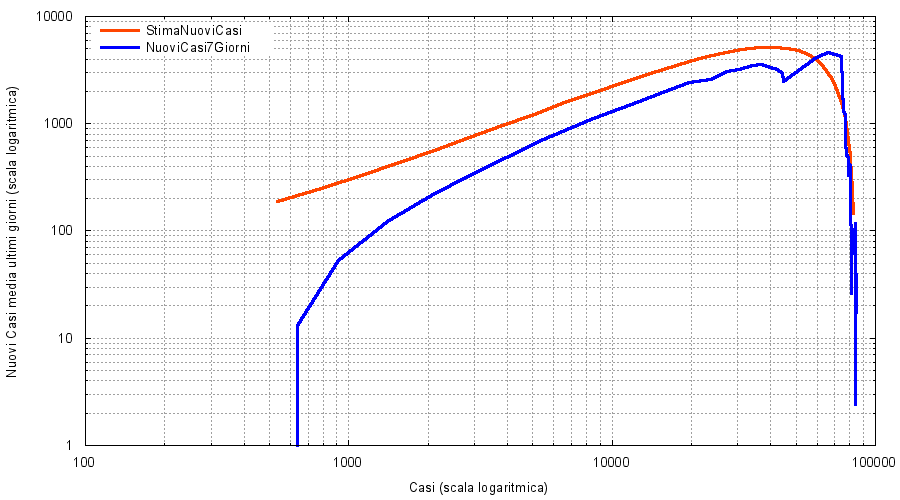 10000
StimaNuoviCasi
NuoviCasi7Giorni
1000
100
10
1
Nuovi Casi media ultimi giorni (scala logaritmica)
100
1000
10000
100000
Casi (scala logaritmica)